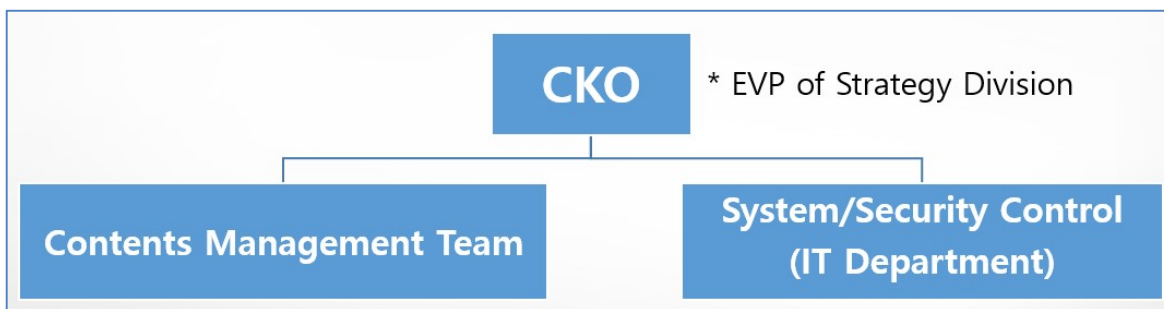 CKO
* EVP of Strategy Division
Contents Management Team
System/Security Control
(IT Department)